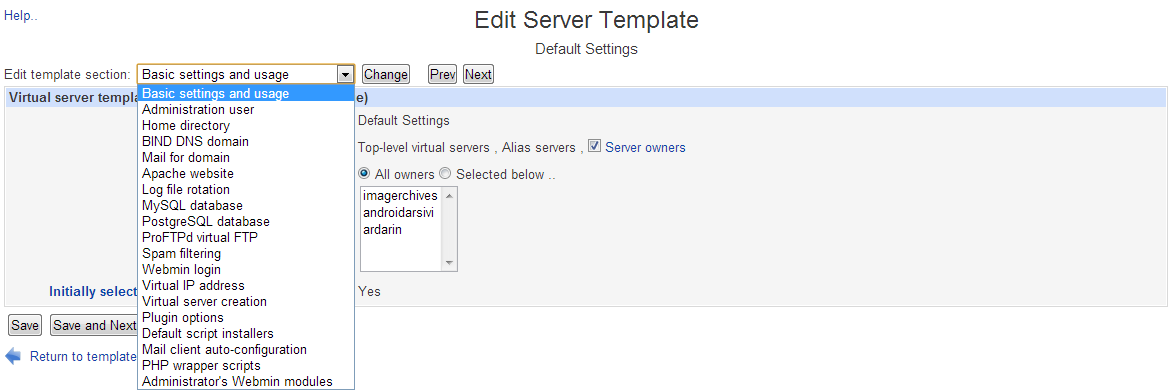 Help..
Edit Server Template
Default Settings
Edit template section: Basic settings and usage Change Prev Next
Basic settings and usage
Virtual server templa e)
Administration user
Default Settings
Home directory
BIND DNS domain
Top-level virtual servers , Alias servers , Server owners
Mail for domain
Apache website
All owners Selected below ..
Log file rotation
imagerchives
MySQL database
androidarsivi
PostgreSQL database
ardarin
ProFTPd virtual FTP
Spam filtering
Webmin login
Virtual IP address
Initially select Yes
Virtual server creation
Plugin options
Save Save and Next
Default script installers
Mail client auto-configuration
Return to template
PHP wrapper scripts
Administrator's Webmin modules